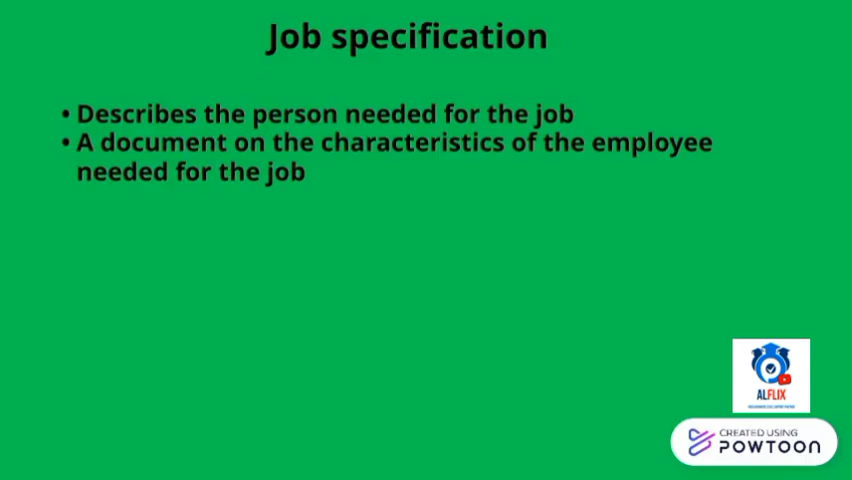 Job specification
• Describes the person needed for the job
• A document on the characteristics of the employee
needed for the job
ALFLIX
CREATED USING
POWTOON